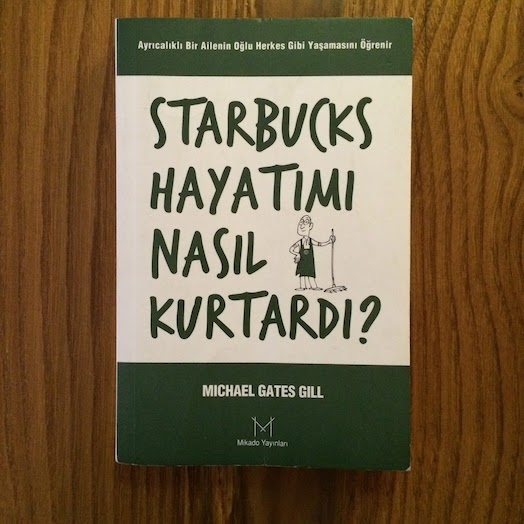 Ayrıcalıklı Bir Ailenin Oğlu Herkes Gibi Yaşamasını Öğrenir
STARBUCKS
HAYATIMI
NASIL
KURTARDI?
MICHAEL GATES GILL
Mikado Yayınları